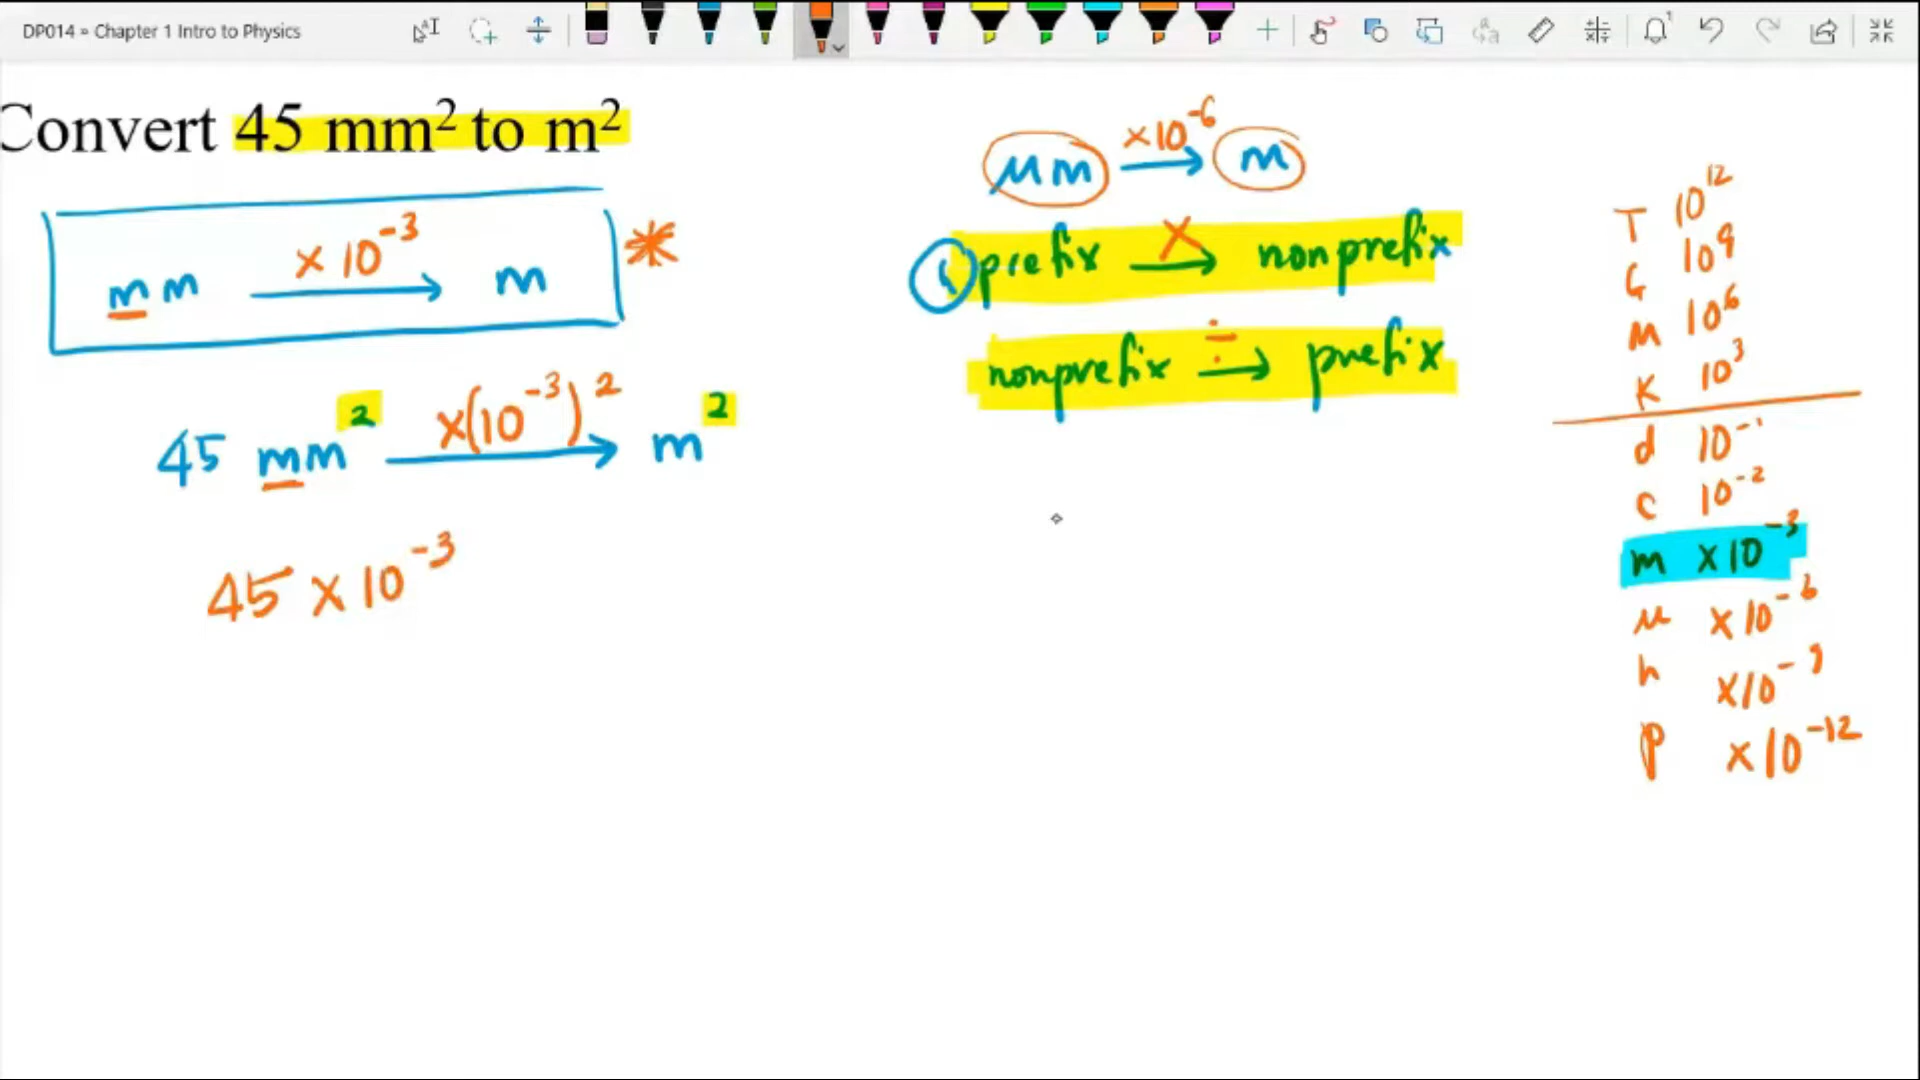 DP014 » Chapter 1 Intro to Physics
Convert 45 mm² to m²
mm ×10⁻³ → m *
45 mm² ×(10⁻³)² → m²
45 × 10⁻³
μm ×10⁻⁶ → m
prefix × → nonprefix
nonprefix ÷ → prefix
T 10¹²
G 10⁹
M 10⁶
K 10³
d 10⁻¹
c 10⁻²
m ×10⁻³
μ ×10⁻⁶
n ×10⁻⁹
p ×10⁻¹²